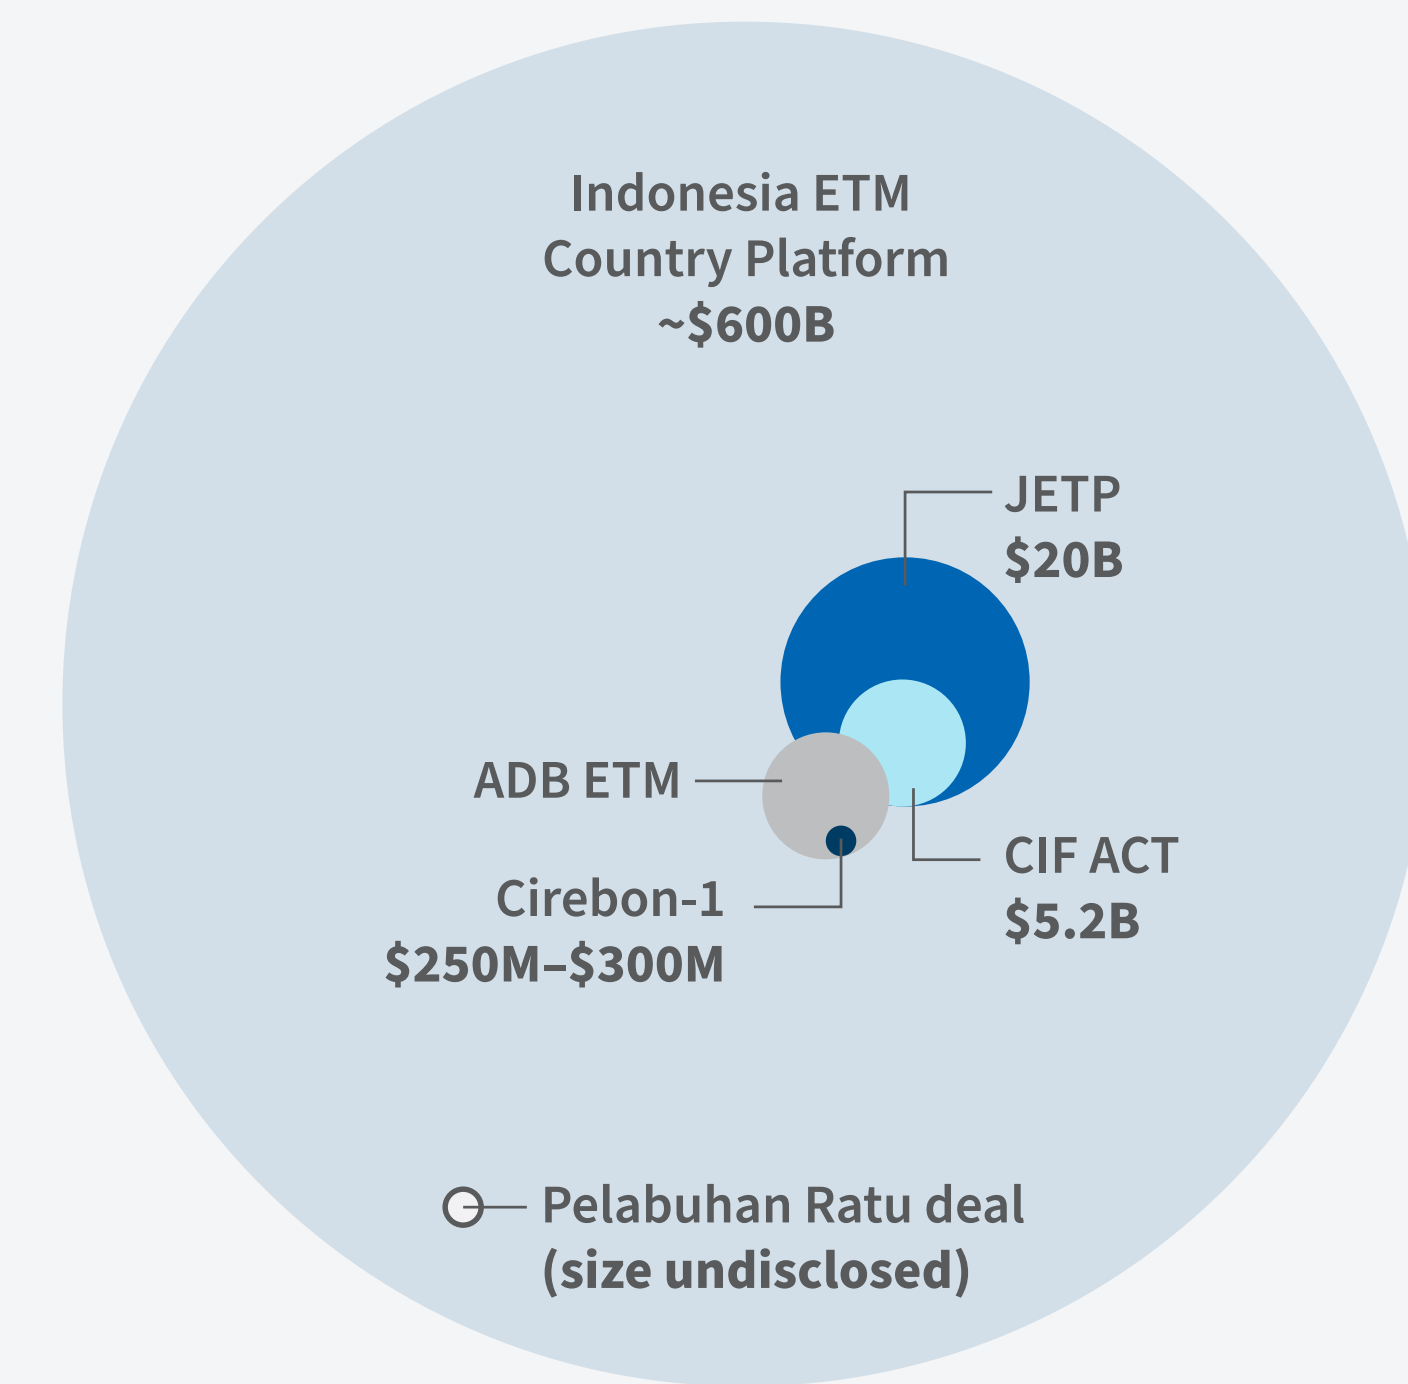 Indonesia ETM
Country Platform
~$600B
JETP
$20B
ADB ETM
CIF ACT
$5.2B
Cirebon-1
$250M–$300M
Pelabuhan Ratu deal
(size undisclosed)